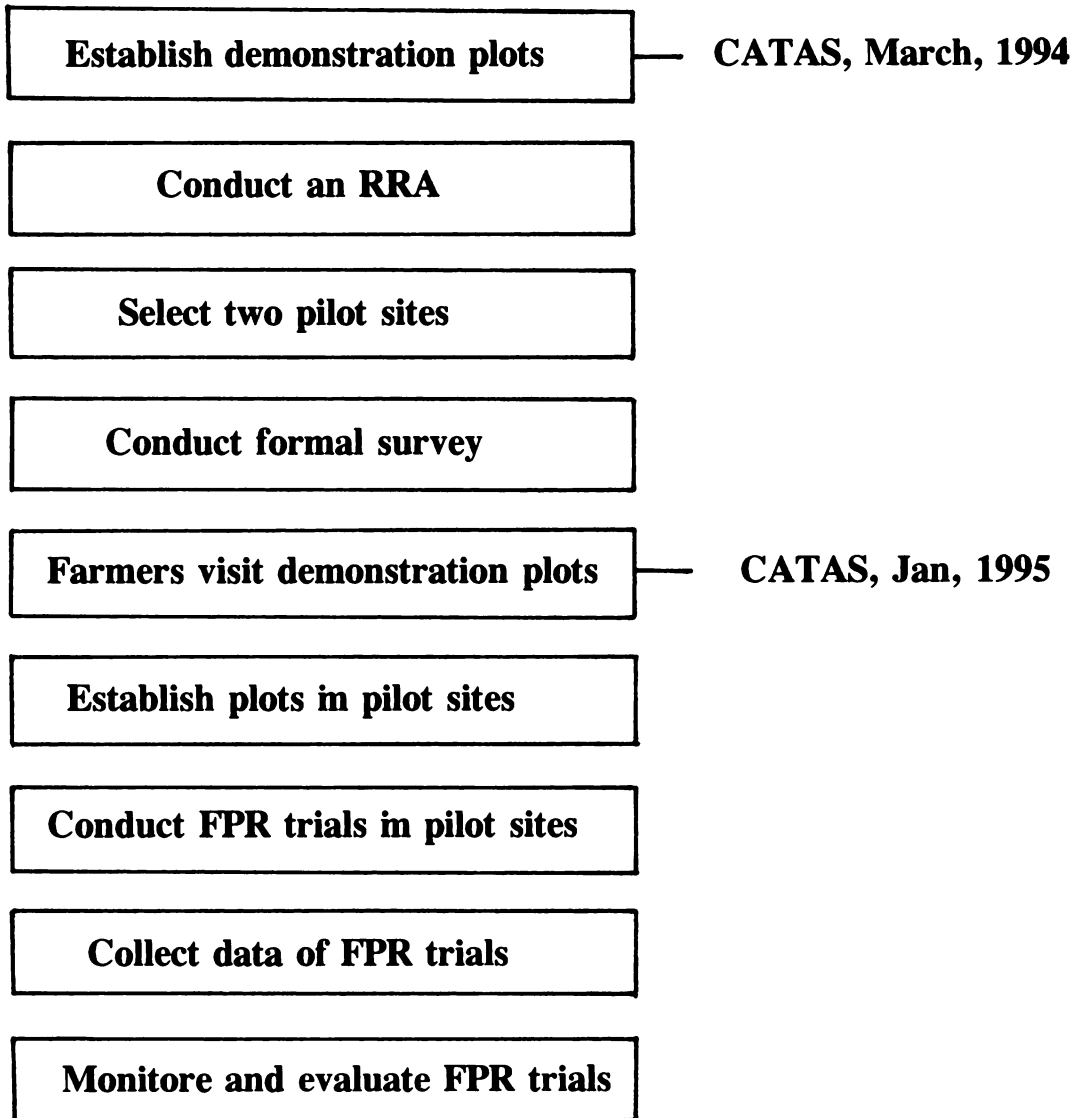 Establish demonstration plots CATAS, March, 1994
Conduct an RRA
Select two pilot sites
Conduct formal survey
Farmers visit demonstration plots CATAS, Jan, 1995
Establish plots in pilot sites
Conduct FPR trials in pilot sites
Collect data of FPR trials
Monitore and evaluate FPR trials